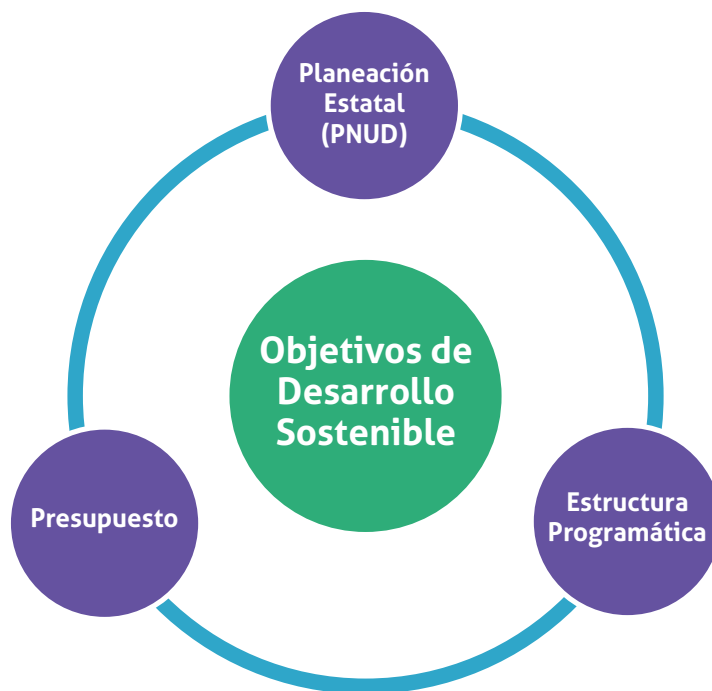 Planeación
Estatal
(PNUD)
Objetivos de
Desarrollo
Sostenible
Presupuesto
Estructura
Programática